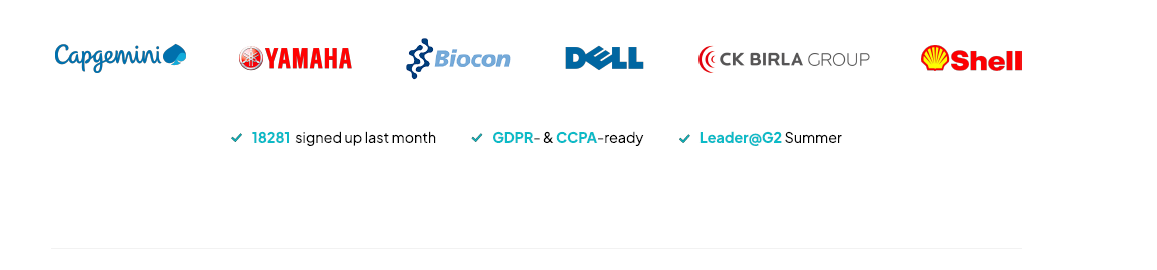 Capgemini YAMAHA Biocon DELL CK BIRLA GROUP Shell
18281 signed up last month GDPR- & CCPA-ready Leader@G2 Summer